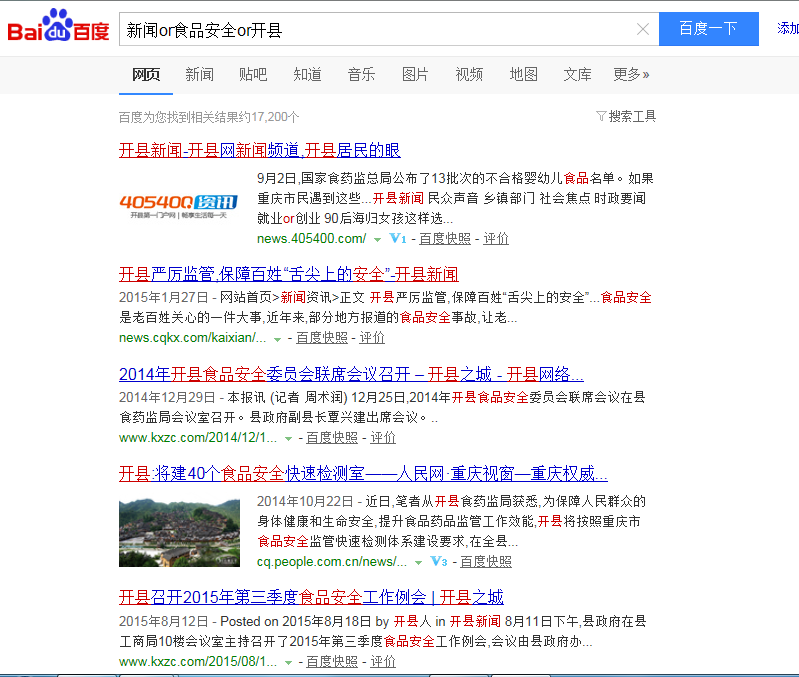 Bai du 百度
新闻or食品安全or开县
百度一下
添加
网页 新闻 贴吧 知道 音乐 图片 视频 地图 文库 更多»
百度为您找到相关结果约17,200个
搜索工具
开县新闻-开县网新闻频道,开县居民的眼
405400资讯
开县第一门户网 | 畅享生活每一天
9月2日,国家食药监总局公布了13批次的不合格婴幼儿食品名单。如果
重庆市民遇到这些...开县新闻 民众声音 乡镇部门 社会焦点 时政要闻
就业or创业 90后海归女孩这样选...
news.405400.com/ V1 - 百度快照 - 评价
开县严厉监管,保障百姓“舌尖上的安全”-开县新闻
2015年1月27日 - 网站首页>新闻资讯>正文 开县严厉监管,保障百姓“舌尖上的安全”...食品安全
是老百姓关心的一件大事,近年来,部分地方报道的食品安全事故,让老...
news.cqkx.com/kaixian/... - 百度快照 - 评价
2014年开县食品安全委员会联席会议召开 – 开县之城 - 开县网络...
2014年12月29日 - 本报讯 (记者 周术润) 12月25日,2014年开县食品安全委员会联席会议在县
食药监局会议室召开。县政府副县长覃兴建出席会议。..
www.kxzc.com/2014/12/1... - 百度快照 - 评价
开县:将建40个食品安全快速检测室——人民网·重庆视窗—重庆权威...
2014年10月22日 - 近日,笔者从开县食药监局获悉,为保障人民群众的
身体健康和生命安全,提升食品药品监管工作效能,开县将按照重庆市
食品安全监管快速检测体系建设要求,在全县...
cq.people.com.cn/news/... V3 - 百度快照
开县召开2015年第三季度食品安全工作例会 | 开县之城
2015年8月12日 - Posted on 2015年8月18日 by 开县人 in 开县新闻 8月11日下午,县政府在县
工商局10楼会议室主持召开了2015年第三季度食品安全工作例会,会议由县政府办...
www.kxzc.com/2015/08/1... - 百度快照 - 评价